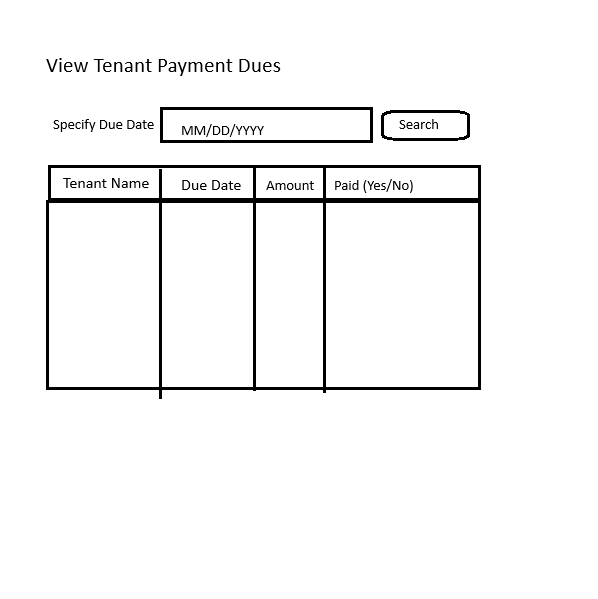 View Tenant Payment Dues
Specify Due Date MM/DD/YYYY Search
Tenant Name Due Date Amount Paid (Yes/No)